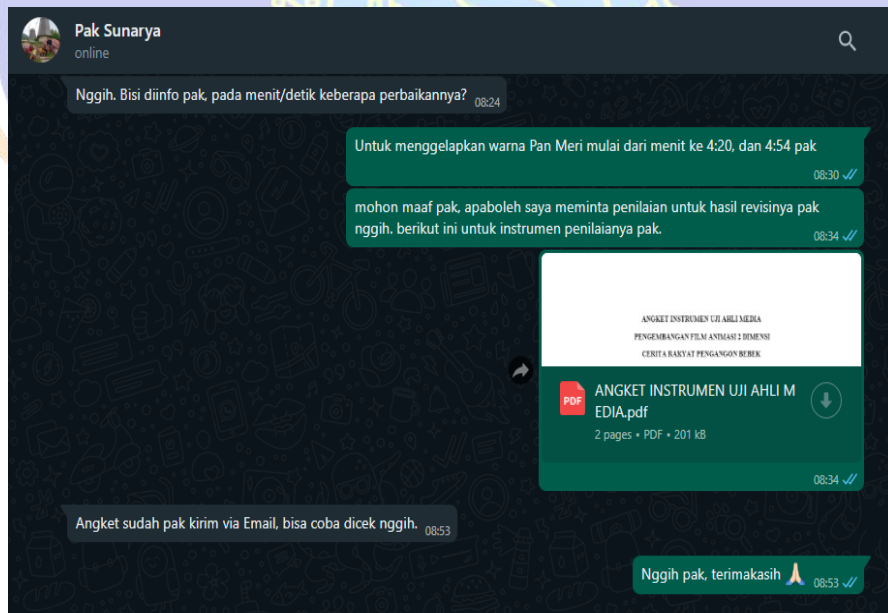 Pak Sunarya
online
Nggih. Bisi diinfo pak, pada menit/detik keberapa perbaikannya? 08:24
Untuk menggelapkan warna Pan Meri mulai dari menit ke 4:20, dan 4:54 pak
08:30
mohon maaf pak, apaboleh saya meminta penilaian untuk hasil revisinya pak
nggih. berikut ini untuk instrumen penilaianya pak.
08:34
ANGKET INSTRUMEN UJI AHLI MEDIA
PENGEMBANGAN FILM ANIMASI 2 DIMENSI
CERITA RAKYAT PENGANGON BEBEK
PDF
ANGKET INSTRUMEN UJI AHLI M
EDIA.pdf
2 pages • PDF • 201 kB
08:34
Angket sudah pak kirim via Email, bisa coba dicek nggih. 08:53
Nggih pak, terimakasih 🙏🏻 08:53